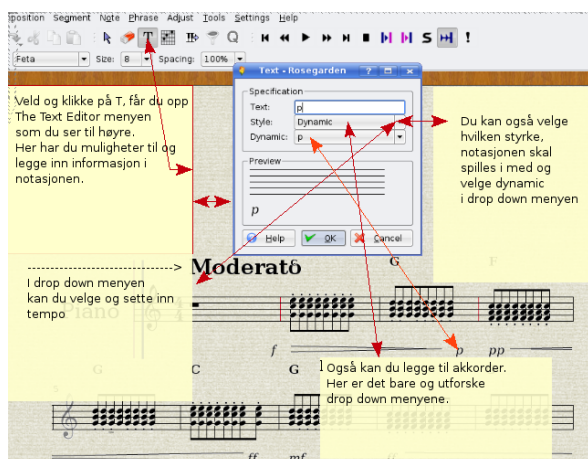 position Segment Note Phrase Adjust Tools Settings Help
T Q S !
Feta Size: 8 Spacing: 100%
Text - Rosegarden
Specification
Text: p
Style: Dynamic
Dynamic: p
Preview
p
Help OK Cancel
Veld og klikke på T, får du opp
The Text Editor menyen
som du ser til høyre.
Her har du muligheter til og
legge inn informasjon i
notasjonen.
Du kan også velge
hvilken styrke,
notasjonen skal
spilles i med og
velge dynamic
i drop down menyen
----------------------------> Moderato
I drop down menyen
kan du velge og sette inn
tempo
Piano
G F
f p pp
G C G
Også kan du legge til akkorder.
Her er det bare og utforske
drop down menyene.
ff mf ff